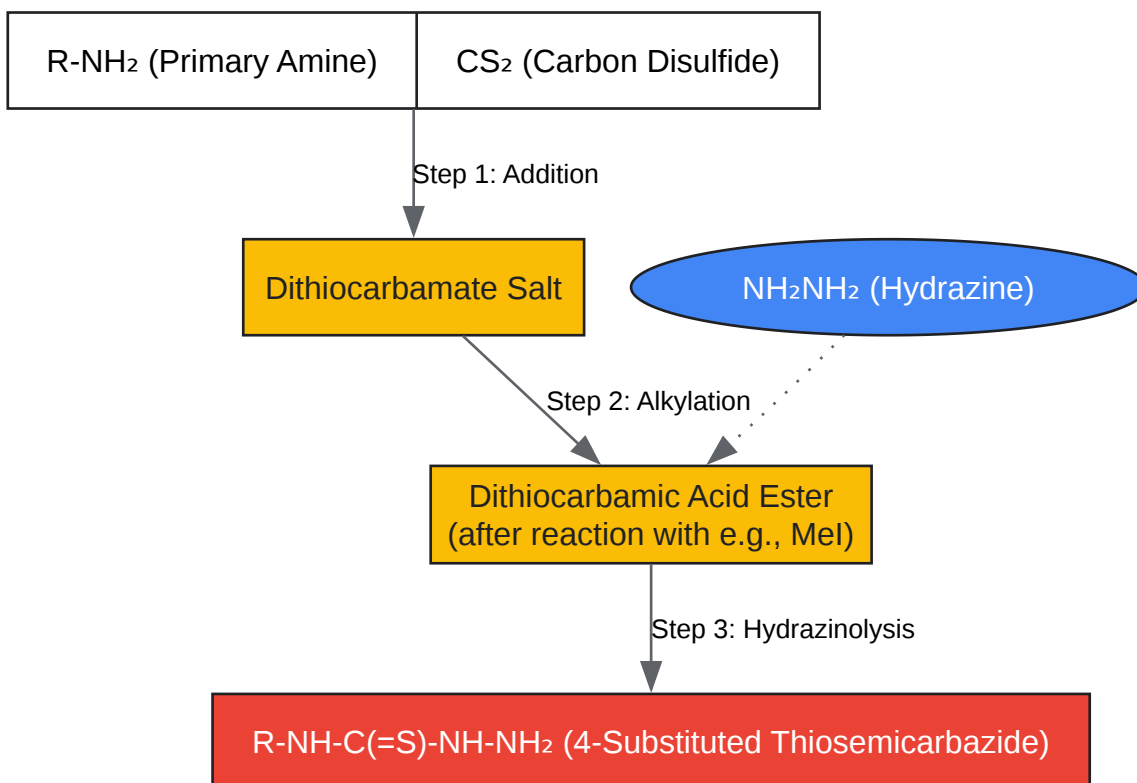 R-NH₂ (Primary Amine)
CS₂ (Carbon Disulfide)
Step 1: Addition
Dithiocarbamate Salt
NH₂NH₂ (Hydrazine)
Step 2: Alkylation
Dithiocarbamic Acid Ester
(after reaction with e.g., MeI)
Step 3: Hydrazinolysis
R-NH-C(=S)-NH-NH₂ (4-Substituted Thiosemicarbazide)